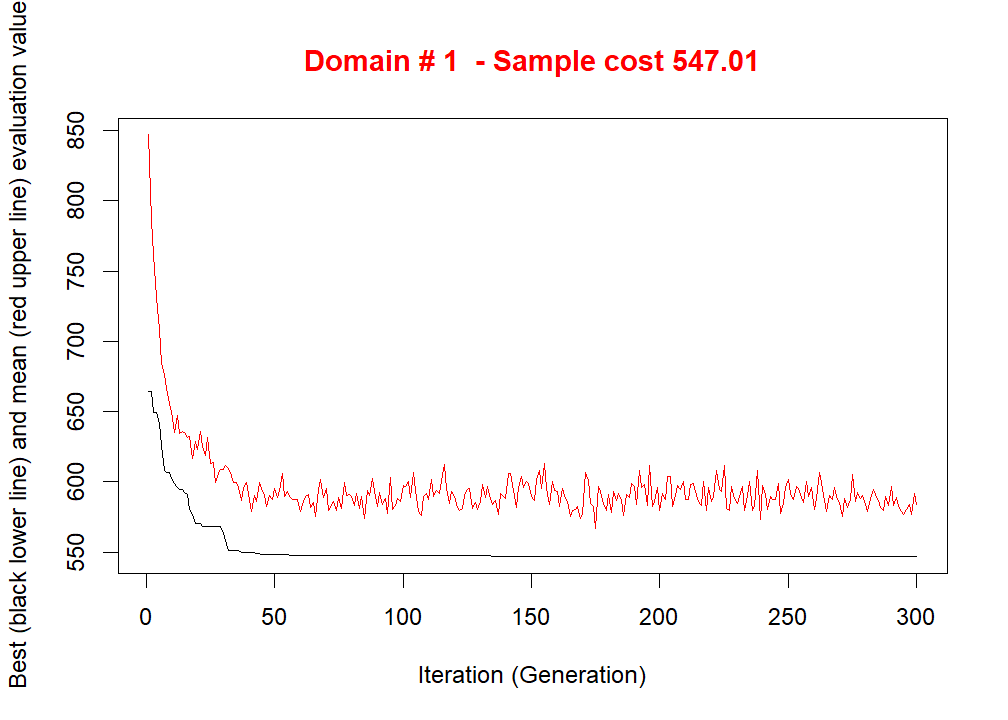 Domain # 1  - Sample cost 547.01
Best (black lower line) and mean (red upper line) evaluation value
850
800
750
700
650
600
550
0 50 100 150 200 250 300
Iteration (Generation)